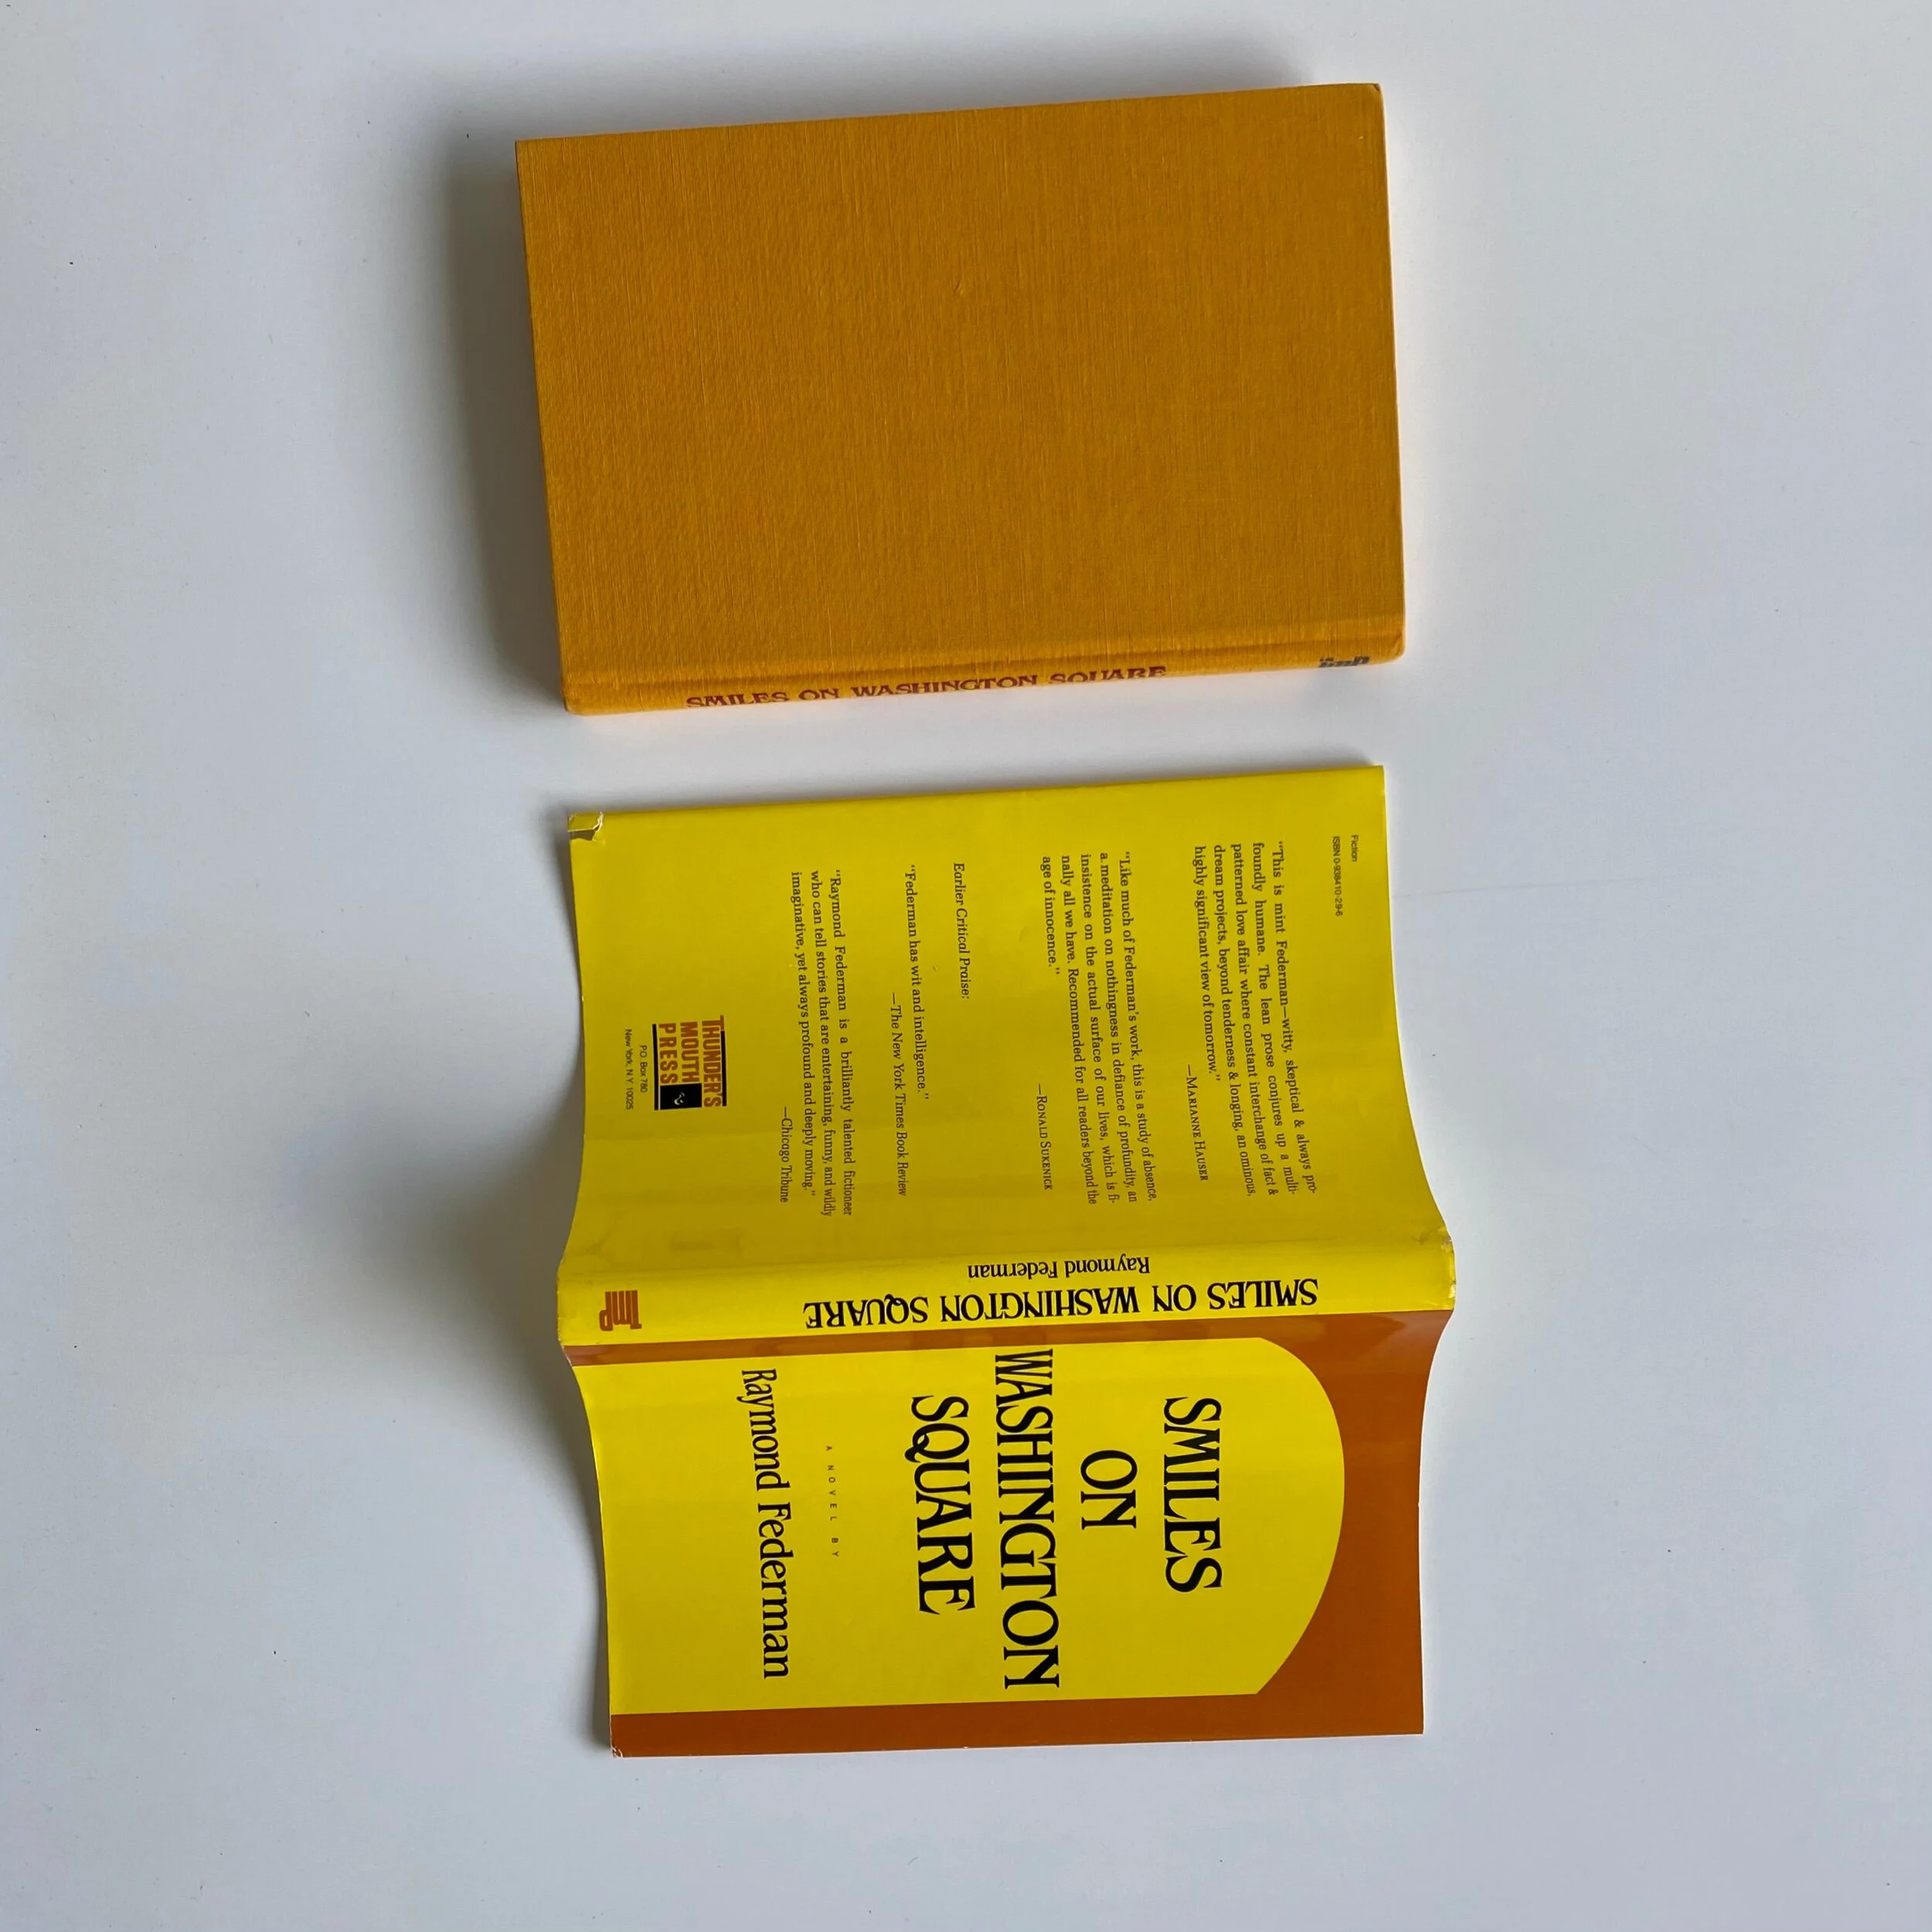 SMILES ON WASHINGTON SQUARE
tmp
Fiction
ISBN 0-938410-29-6
“This is mint Federman—witty, skeptical & always pro-
foundly humane. The lean prose conjures up a multi-
patterned love affair where constant interchange of fact &
dream projects, beyond tenderness & longing, an ominous,
highly significant view of tomorrow.”
—MARIANNE HAUSER
“Like much of Federman’s work, this is a study of absence,
a meditation on nothingness in defiance of profundity, an
insistence on the actual surface of our lives, which is fi-
nally all we have. Recommended for all readers beyond the
age of innocence.”
—RONALD SUKENICK
Earlier Critical Praise:
“Federman has wit and intelligence.”
—The New York Times Book Review
“Raymond Federman is a brilliantly talented fictioneer
who can tell stories that are entertaining, funny, and wildly
imaginative, yet always profound and deeply moving.”
—Chicago Tribune
THUNDER'S
MOUTH
PRESS
P.O. Box 780
New York, N.Y. 10025
Raymond Federman
SMILES ON WASHINGTON SQUARE
TMP
SMILES
ON
WASHINGTON
SQUARE
A NOVEL BY
Raymond Federman